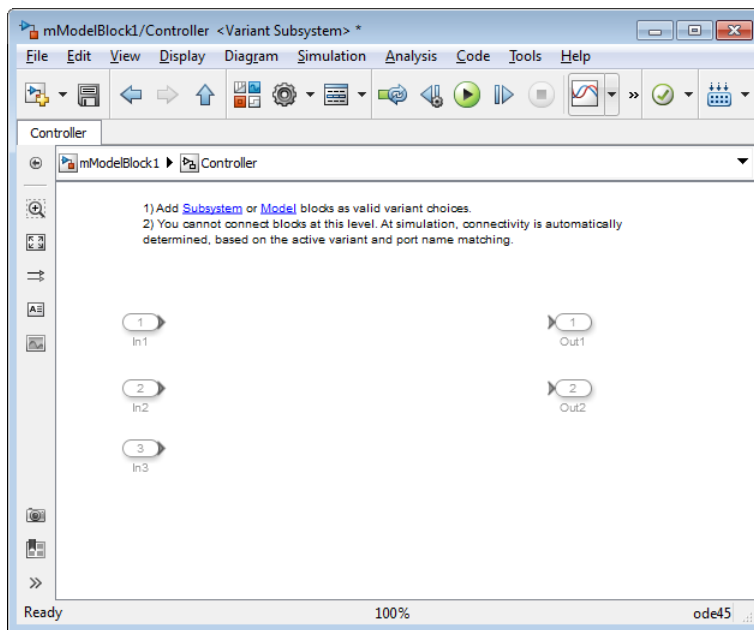 mModelBlock1/Controller <Variant Subsystem> *
File Edit View Display Diagram Simulation Analysis Code Tools Help
»
Controller
mModelBlock1 Controller
1) Add Subsystem or Model blocks as valid variant choices.
2) You cannot connect blocks at this level. At simulation, connectivity is automatically
determined, based on the active variant and port name matching.
1 1
In1 Out1
2 2
In2 Out2
3
In3
»
Ready 100% ode45